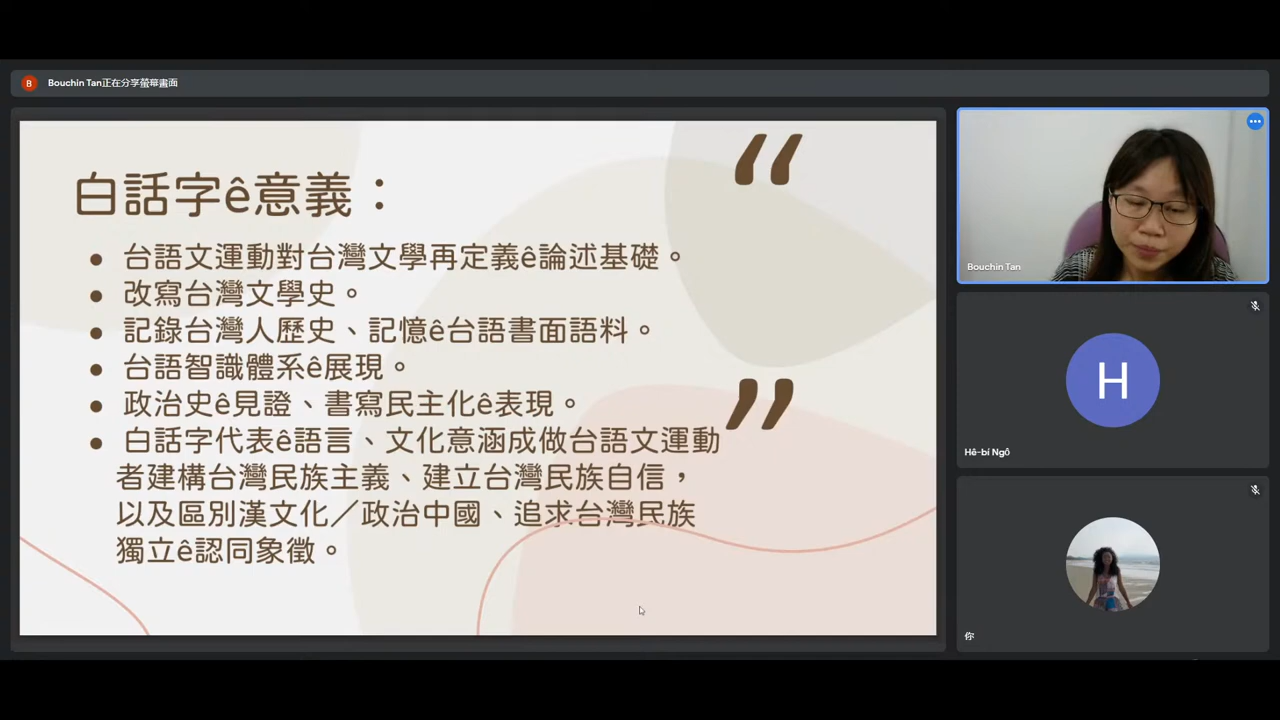 B
Bouchin Tan正在分享螢幕畫面
白話字ê意義：
“
台語文運動對台灣文學再定義ê論述基礎。
改寫台灣文學史。
記錄台灣人歷史、記憶ê台語書面語料。
台語智識體系ê展現。
政治史ê見證、書寫民主化ê表現。
”
白話字代表ê語言、文化意涵成做台語文運動
者建構台灣民族主義、建立台灣民族自信，
以及區別漢文化／政治中國、追求台灣民族
獨立ê認同象徵。
Bouchin Tan
H
Hê-bí Ngô
你